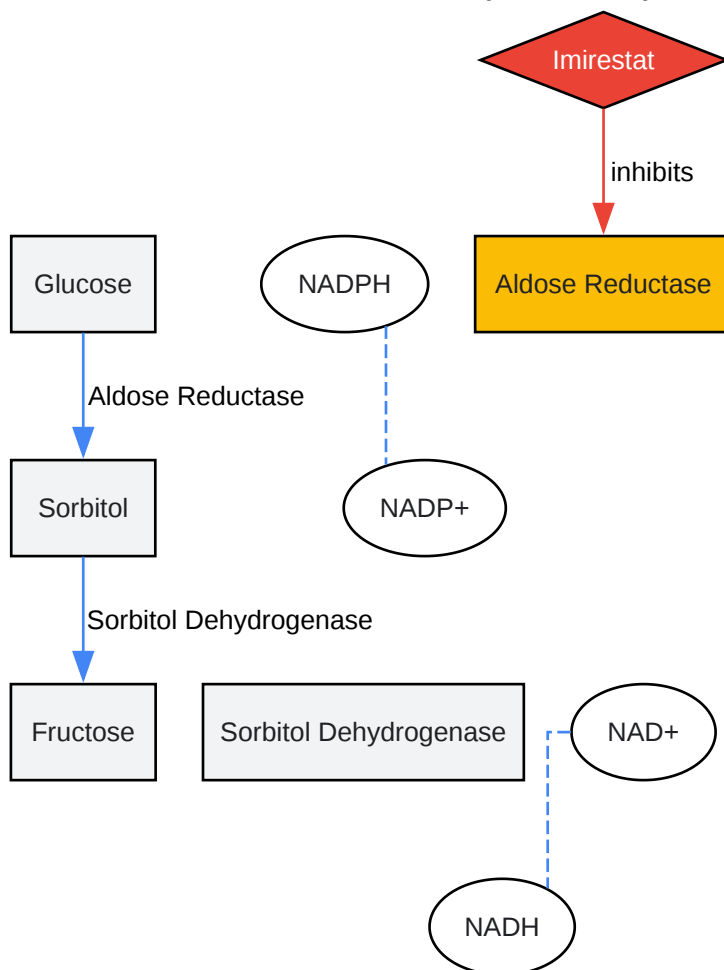 Imirestat
inhibits
Glucose
NADPH
Aldose Reductase
Aldose Reductase
Sorbitol
NADP+
Sorbitol Dehydrogenase
Fructose
Sorbitol Dehydrogenase
NAD+
NADH